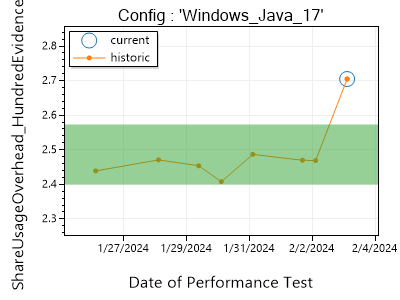 Config : 'Windows_Java_17'
ShareUsageOverhead_HundredEvidence
current
historic
2.8
2.7
2.6
2.5
2.4
2.3
1/27/2024 1/29/2024 1/31/2024 2/2/2024 2/4/2024
Date of Performance Test